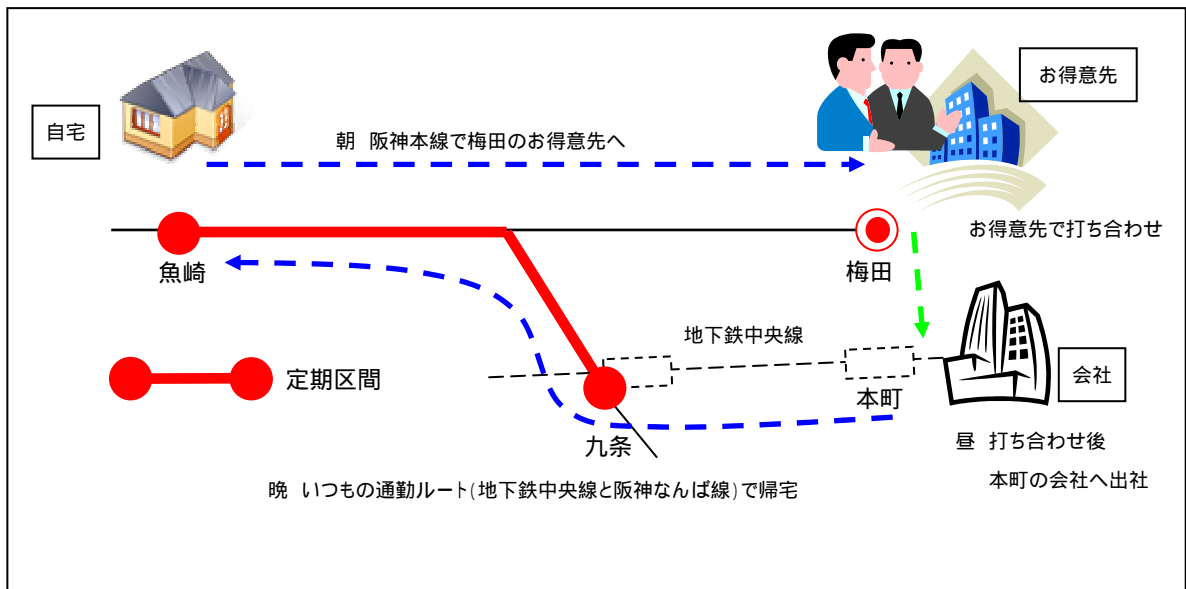 お得意先
自宅
朝 阪神本線で梅田のお得意先へ
お得意先で打ち合わせ
魚崎
梅田
地下鉄中央線
定期区間
会社
本町
九条
昼 打ち合わせ後
本町の会社へ出社
晩 いつもの通勤ルート(地下鉄中央線と阪神なんば線)で帰宅